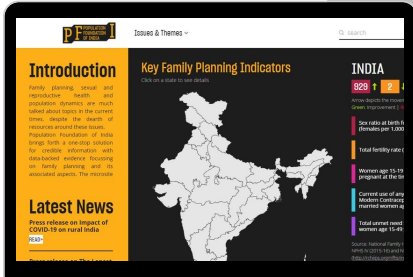 PFI
POPULATION
FOUNDATION
OF INDIA
Issues & Themes
search
Introduction
Family planning, sexual and
reproductive health and
population dynamics are much
talked about topics in the current
times, despite the dearth of
resources around these issues.
Population Foundation of India
brings forth a one-stop solution
for credible information with
data-backed evidence focussing
on family planning and its
associated aspects. The microsite
Latest News
Press release on Impact of
COVID-19 on rural India
READ+
Key Family Planning Indicators
Click on a state to see details
INDIA
929 2
Arrow depicts the
Green Improvement
Sex ratio at birth
(females per 1,000
Total fertility rate
Women age 15-19
pregnant at the
Current use of any
Modern
married women
Total unmet need
women age 15-49
Source: National Family